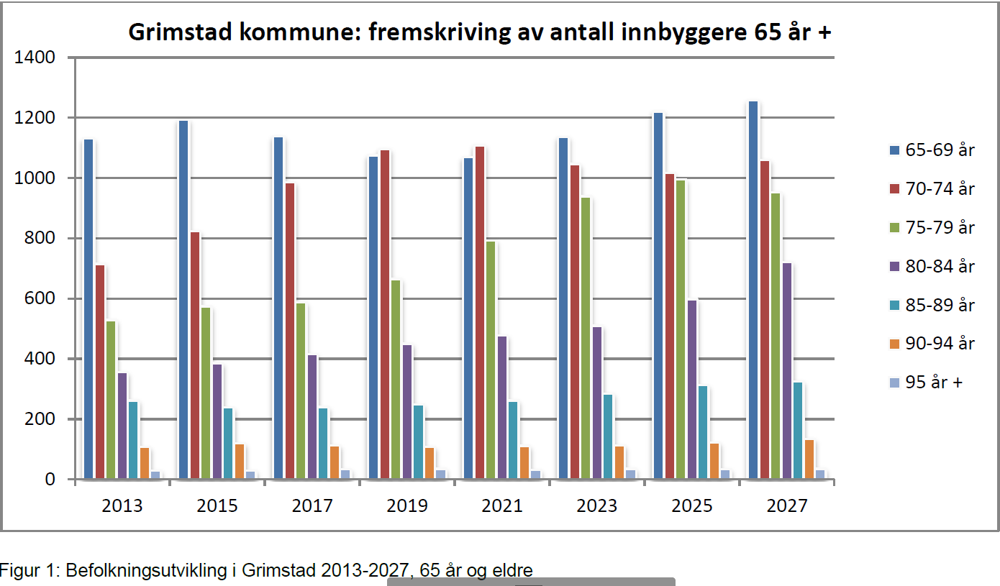 Grimstad kommune: fremskriving av antall innbyggere 65 år +
1400
1200
1000
800
600
400
200
0
2013 2015 2017 2019 2021 2023 2025 2027
65-69 år
70-74 år
75-79 år
80-84 år
85-89 år
90-94 år
95 år +
Figur 1: Befolkningsutvikling i Grimstad 2013-2027, 65 år og eldre